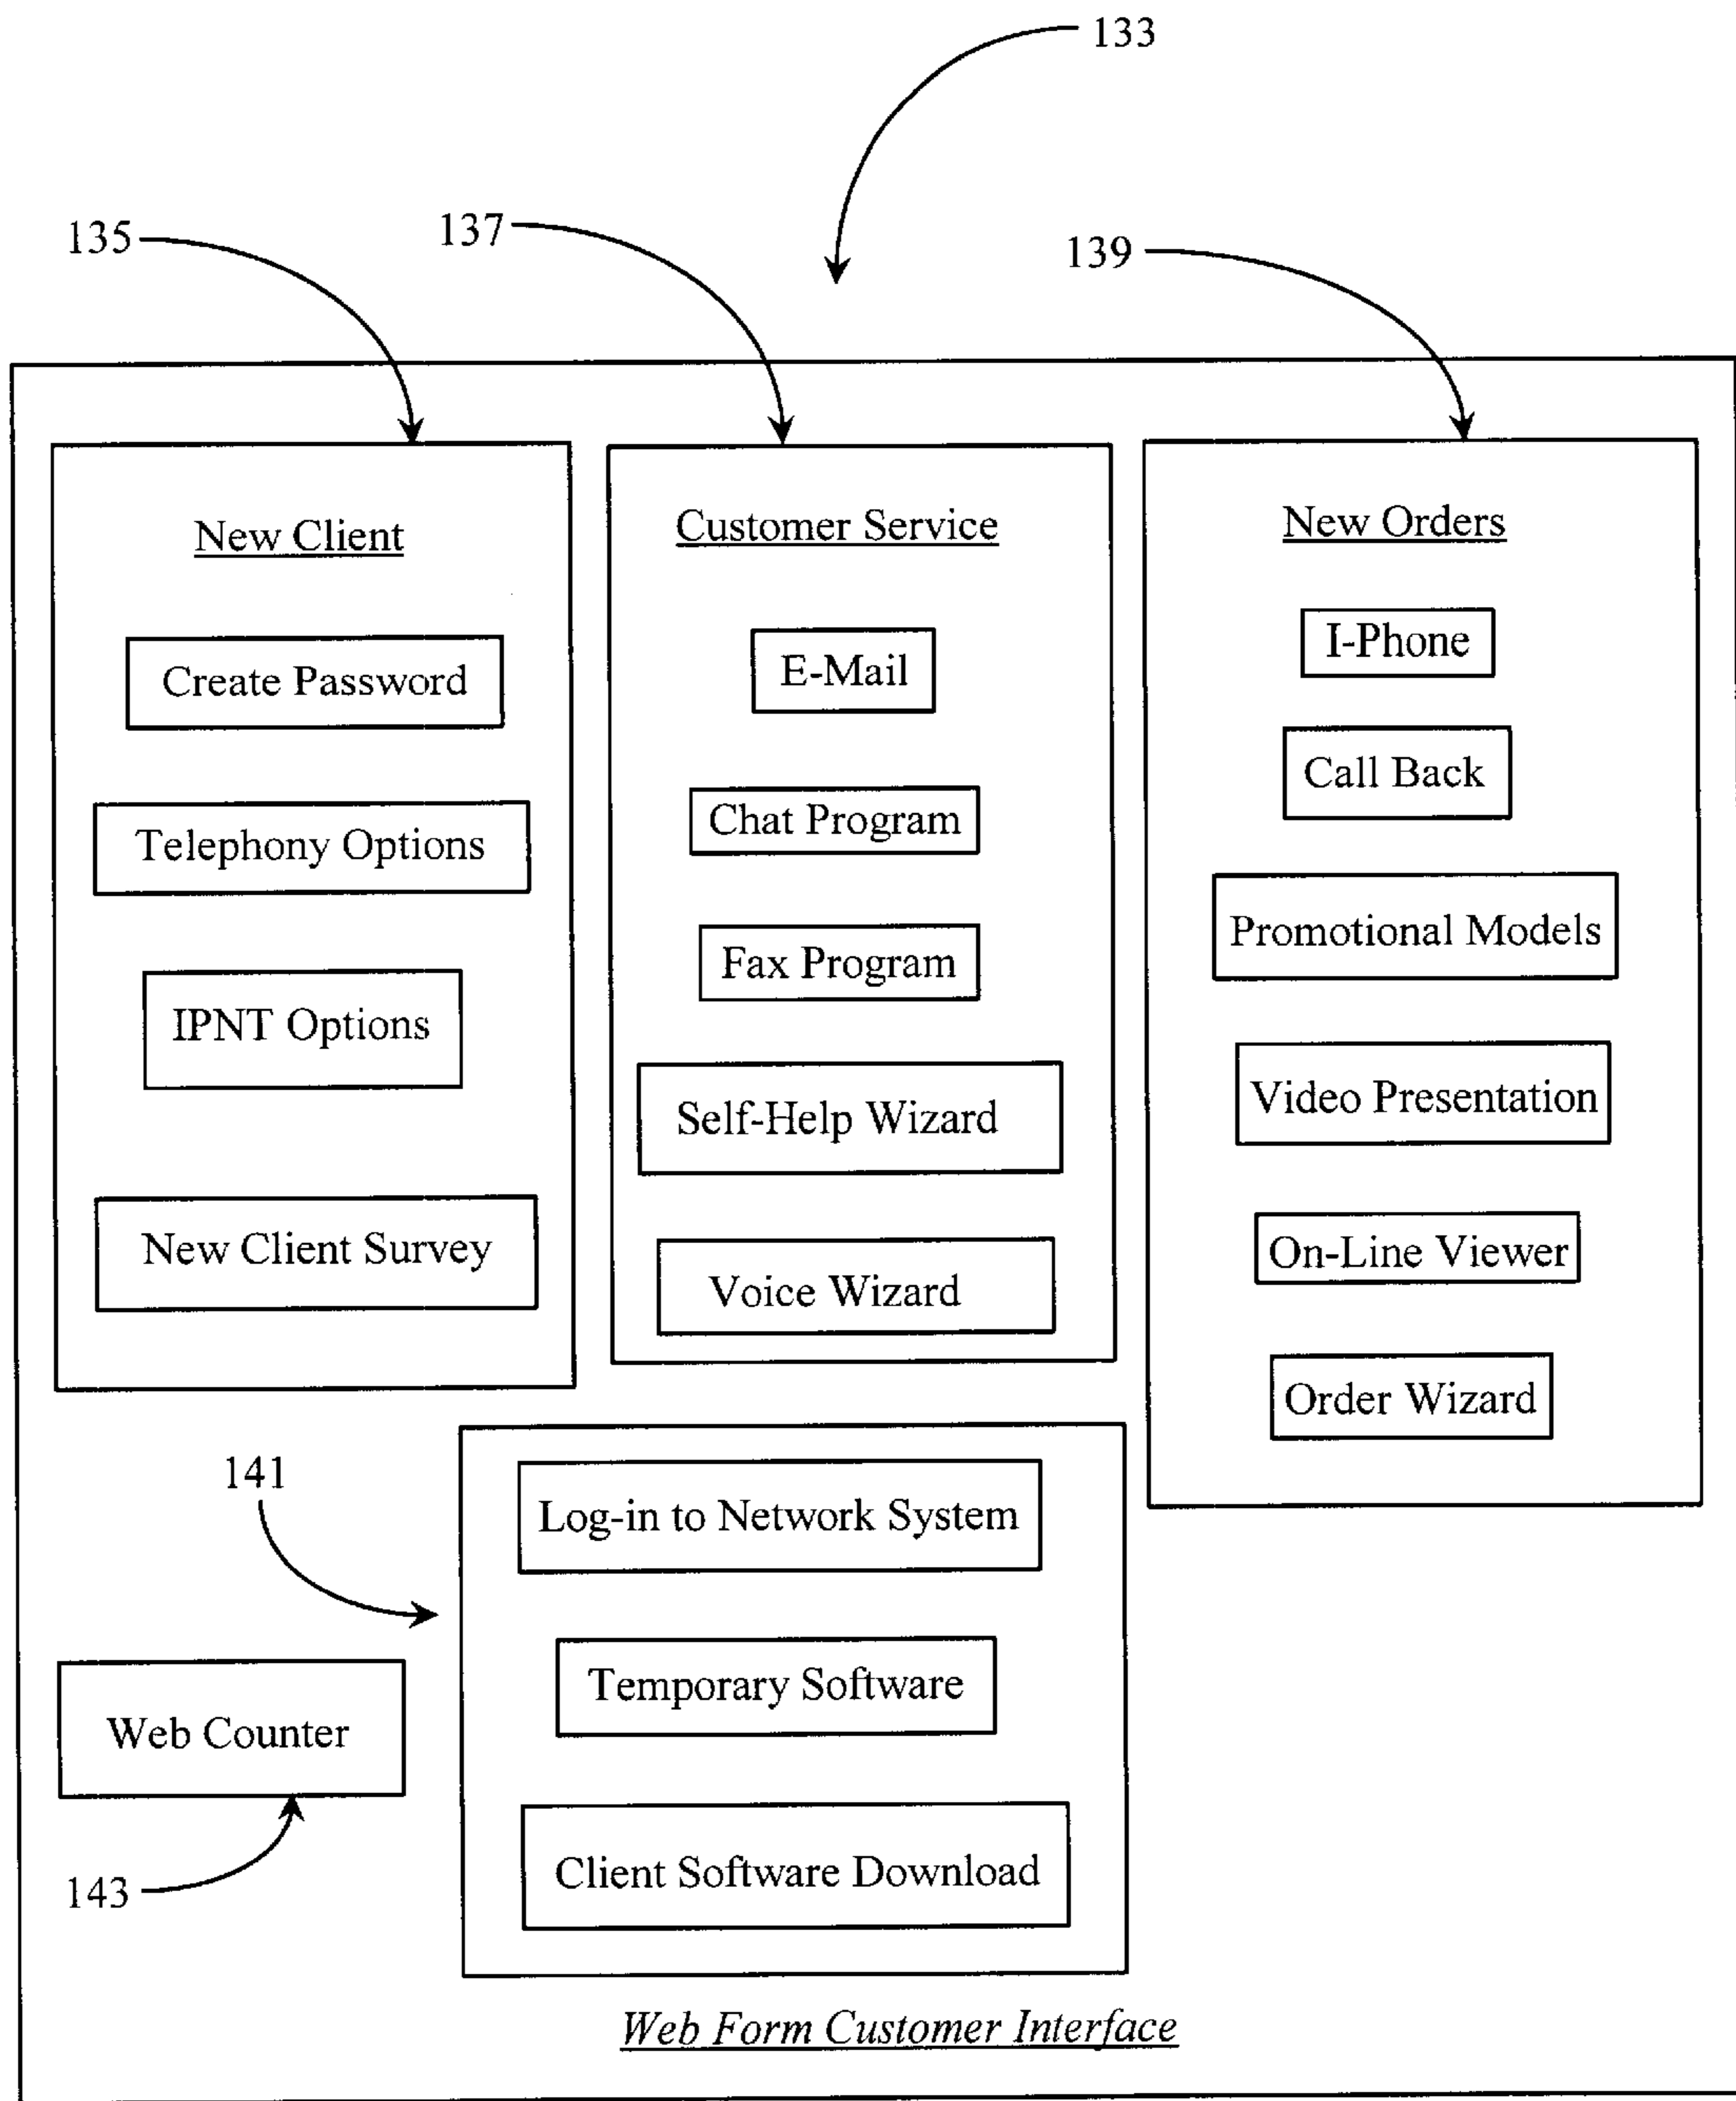 133
135
137
139
New Client
Create Password
Telephony Options
IPNT Options
New Client Survey
Customer Service
E-Mail
Chat Program
Fax Program
Self-Help Wizard
Voice Wizard
New Orders
I-Phone
Call Back
Promotional Models
Video Presentation
On-Line Viewer
Order Wizard
141
Log-in to Network System
Temporary Software
Client Software Download
Web Counter
143
Web Form Customer Interface